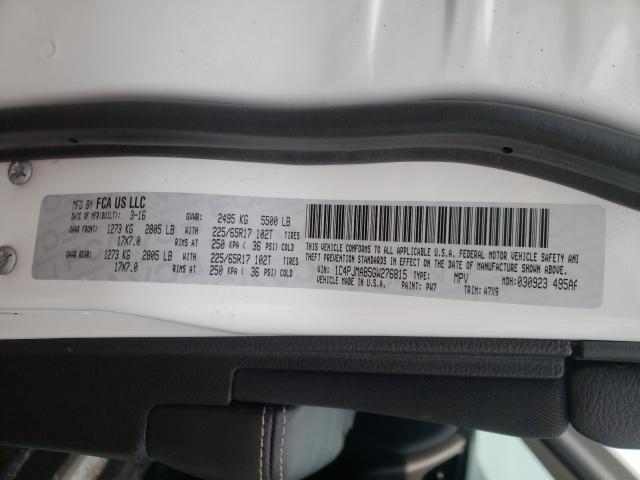 MFD BY FCA US LLC
DATE OF MFR(BUILT): 3-16 GVWR: 2495 KG 5500 LB
GAWR FRONT: 1273 KG 2805 LB WITH 225/65R17 102T TIRES
17X7.0 RIMS AT 250 KPA ( 36 PSI) COLD
GAWR REAR: 1273 KG 2805 LB WITH 225/65R17 102T TIRES
17X7.0 RIMS AT 250 KPA ( 36 PSI) COLD
THIS VEHICLE CONFORMS TO ALL APPLICABLE U.S.A. FEDERAL MOTOR VEHICLE SAFETY AND
THEFT PREVENTION STANDARDS IN EFFECT ON THE DATE OF MANUFACTURE SHOWN ABOVE.
VIN: 1C4PJMAB5GW276815 TYPE: MPV MDH: 030923 495AA
VEHICLE MADE IN U.S.A. PAINT: PW7 TRIM: A7X9